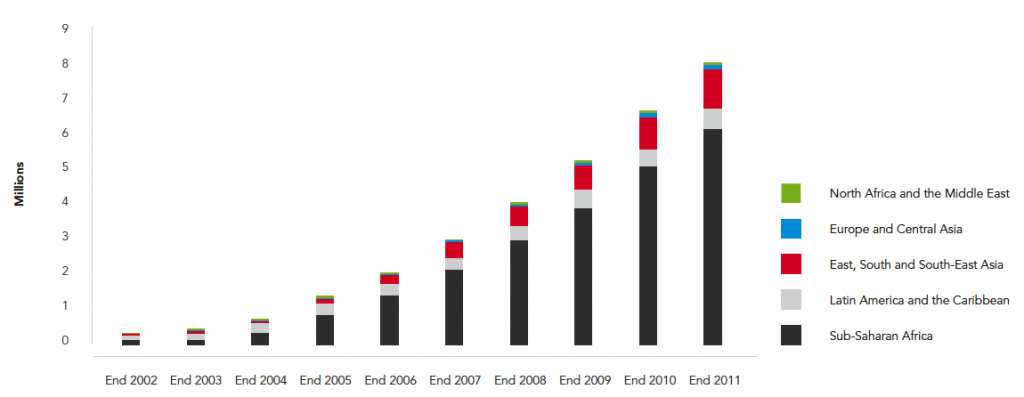 9
8
7
6
5
4
3
2
1
0
Millions
End 2002 End 2003 End 2004 End 2005 End 2006 End 2007 End 2008 End 2009 End 2010 End 2011
North Africa and the Middle East
Europe and Central Asia
East, South and South-East Asia
Latin America and the Caribbean
Sub-Saharan Africa